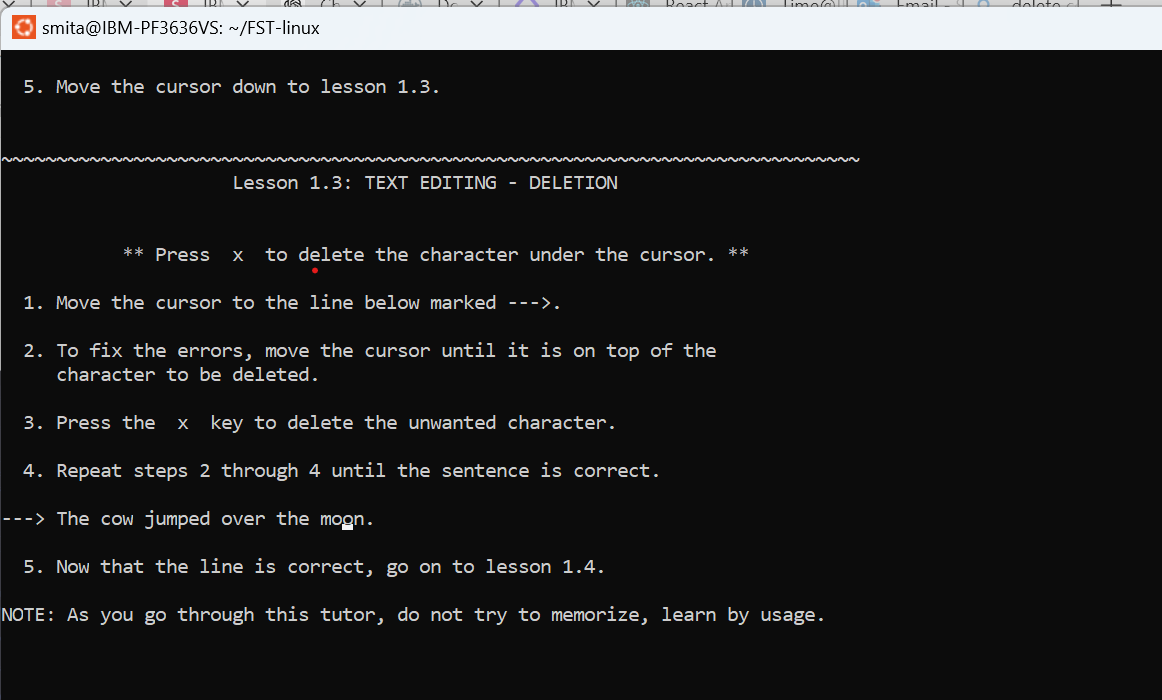 smita@IBM-PF3636VS: ~/FST-linux
5. Move the cursor down to lesson 1.3.
~~~~~~~~~~~~~~~~~~~~~~~~~~~~~~~~~~~~~~~~~~~~~~~~~~~~~~~~~~~~~~~~~~~~~~~~~~~~~~
Lesson 1.3: TEXT EDITING - DELETION
** Press  x  to delete the character under the cursor. **
1. Move the cursor to the line below marked --->.
2. To fix the errors, move the cursor until it is on top of the
character to be deleted.
3. Press the  x  key to delete the unwanted character.
4. Repeat steps 2 through 4 until the sentence is correct.
---> The cow jumped over the moon.
5. Now that the line is correct, go on to lesson 1.4.
NOTE: As you go through this tutor, do not try to memorize, learn by usage.